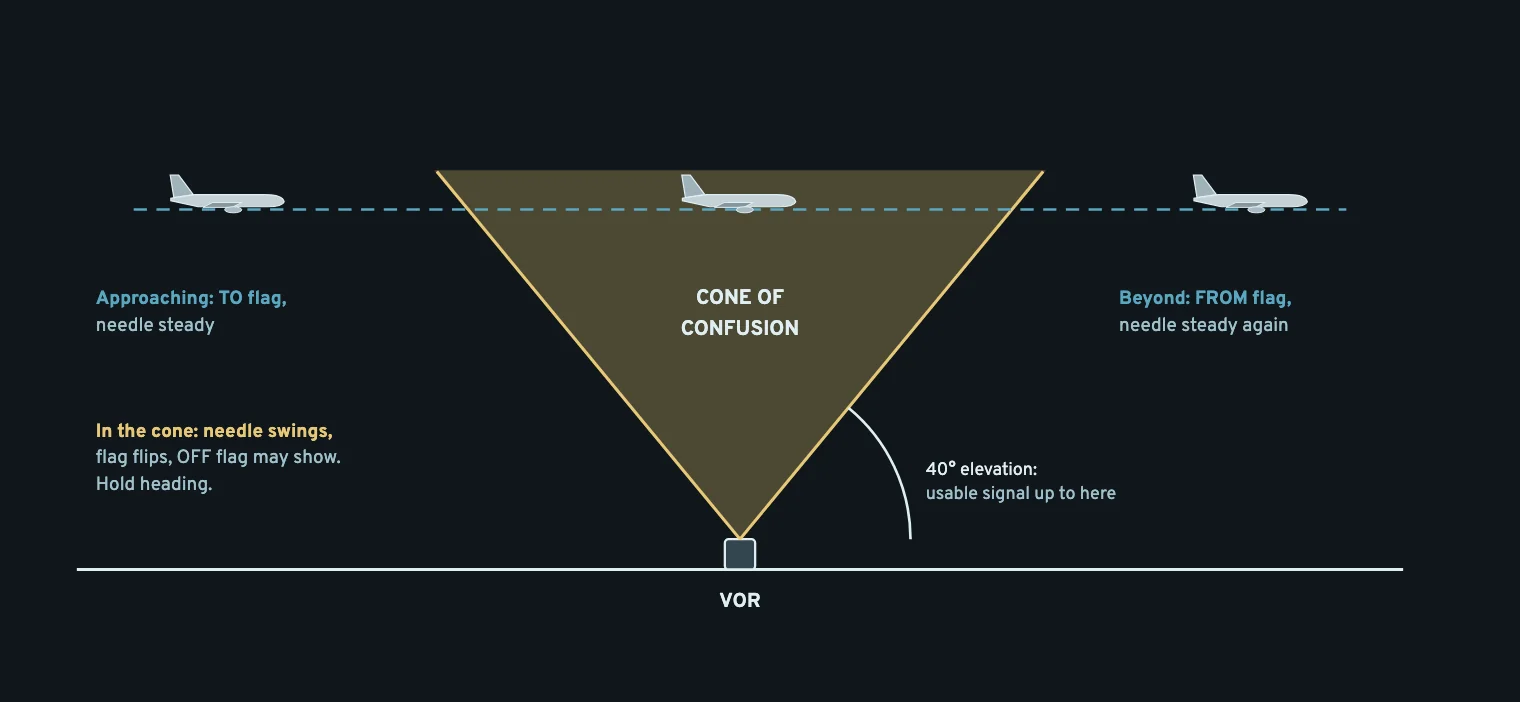 CONE OF
CONFUSION
Approaching: TO flag,
needle steady
Beyond: FROM flag,
needle steady again
In the cone: needle swings,
flag flips, OFF flag may show.
Hold heading.
40° elevation:
usable signal up to here
VOR